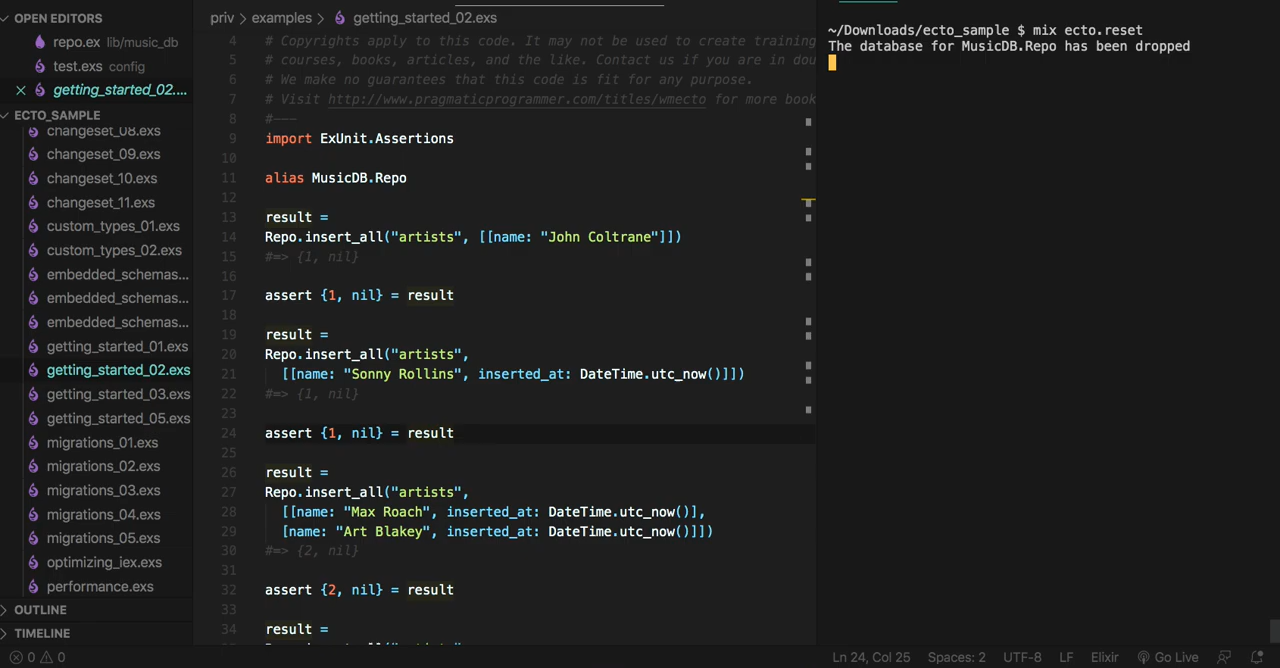 OPEN EDITORS
repo.ex lib/music_db
test.exs config
getting_started_02....
ECTO_SAMPLE
changeset_08.exs
changeset_09.exs
changeset_10.exs
changeset_11.exs
custom_types_01.exs
custom_types_02.exs
embedded_schemas...
embedded_schemas...
embedded_schemas...
getting_started_01.exs
getting_started_02.exs
getting_started_03.exs
getting_started_05.exs
migrations_01.exs
migrations_02.exs
migrations_03.exs
migrations_04.exs
migrations_05.exs
optimizing_iex.exs
performance.exs
OUTLINE
TIMELINE
priv > examples > getting_started_02.exs
4 # Copyrights apply to this code. It may not be used to create training
5 # courses, books, articles, and the like. Contact us if you are in dou
6 # We make no guarantees that this code is fit for any purpose.
7 # Visit http://www.pragmaticprogrammer.com/titles/wmecto for more book
8 #---
9 import ExUnit.Assertions
10
11 alias MusicDB.Repo
12
13 result =
14 Repo.insert_all("artists", [[name: "John Coltrane"]])
15 #=> {1, nil}
16
17 assert {1, nil} = result
18
19 result =
20 Repo.insert_all("artists",
21 [[name: "Sonny Rollins", inserted_at: DateTime.utc_now()]])
22 #=> {1, nil}
23
24 assert {1, nil} = result
25
26 result =
27 Repo.insert_all("artists",
28 [[name: "Max Roach", inserted_at: DateTime.utc_now()],
29 [name: "Art Blakey", inserted_at: DateTime.utc_now()]])
30 #=> {2, nil}
31
32 assert {2, nil} = result
33
34 result =
~/Downloads/ecto_sample $ mix ecto.reset
The database for MusicDB.Repo has been dropped
0 0
Ln 24, Col 25 Spaces: 2 UTF-8 LF Elixir Go Live